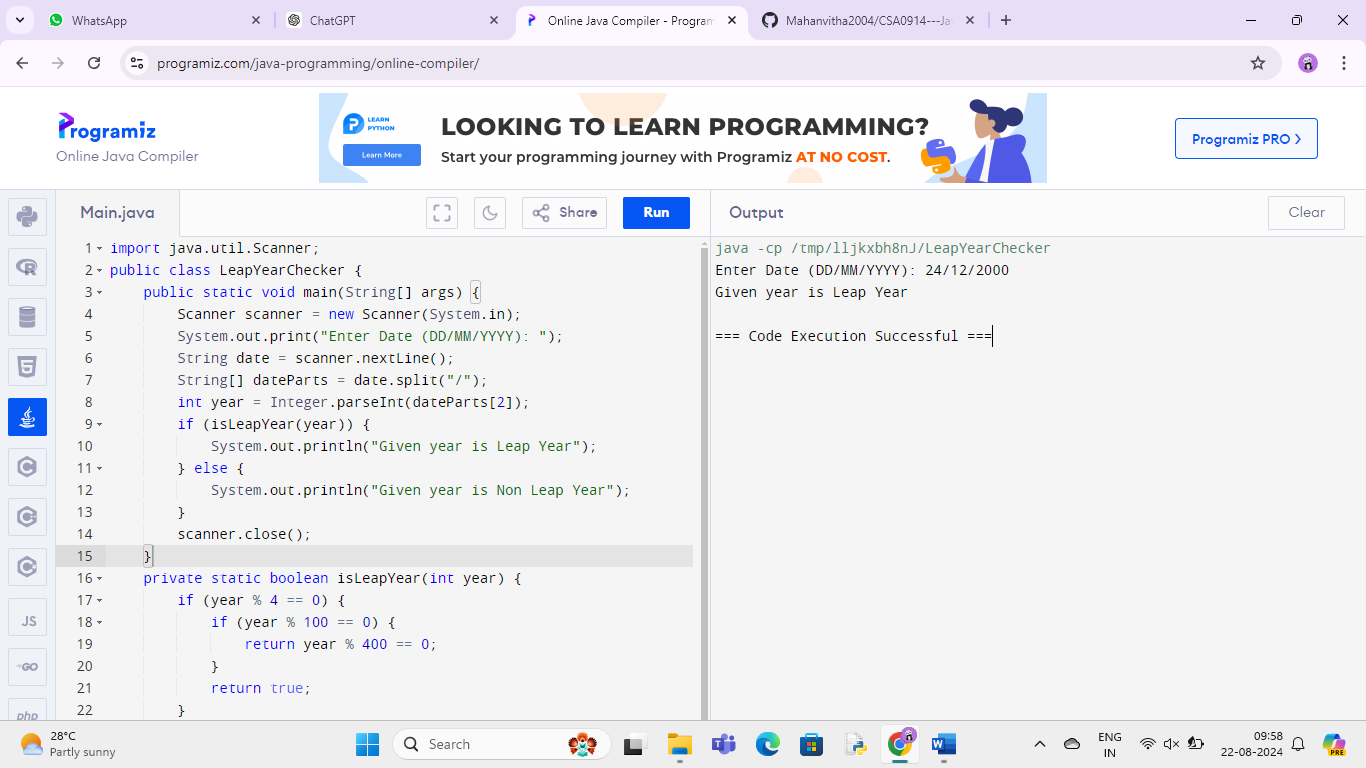 WhatsApp
ChatGPT
Online Java Compiler - Program
Mahanvitha2004/CSA0914---Ja
programiz.com/java-programming/online-compiler/
Programiz
Online Java Compiler
LEARN
PYTHON
Learn More
LOOKING TO LEARN PROGRAMMING?
Start your programming journey with Programiz AT NO COST.
Programiz PRO >
Main.java
Share
Run
Output
Clear
1 import java.util.Scanner;
2 public class LeapYearChecker {
3     public static void main(String[] args) {
4         Scanner scanner = new Scanner(System.in);
5         System.out.print("Enter Date (DD/MM/YYYY): ");
6         String date = scanner.nextLine();
7         String[] dateParts = date.split("/");
8         int year = Integer.parseInt(dateParts[2]);
9         if (isLeapYear(year)) {
10             System.out.println("Given year is Leap Year");
11         } else {
12             System.out.println("Given year is Non Leap Year");
13         }
14         scanner.close();
15     }
16     private static boolean isLeapYear(int year) {
17         if (year % 4 == 0) {
18             if (year % 100 == 0) {
19                 return year % 400 == 0;
20             }
21             return true;
22         }
java -cp /tmp/lljkxbh8nJ/LeapYearChecker
Enter Date (DD/MM/YYYY): 24/12/2000
Given year is Leap Year
=== Code Execution Successful ===
JS
GO
php
28°C
Partly sunny
Search
ENG
IN
09:58
22-08-2024
PRE